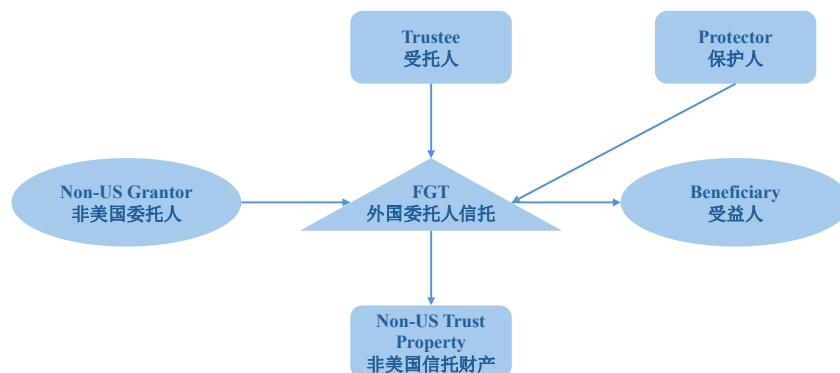 Trustee
受托人
Protector
保护人
Non-US Grantor
非美国委托人
FGT
外国委托人信托
Beneficiary
受益人
Non-US Trust
Property
非美国信托财产